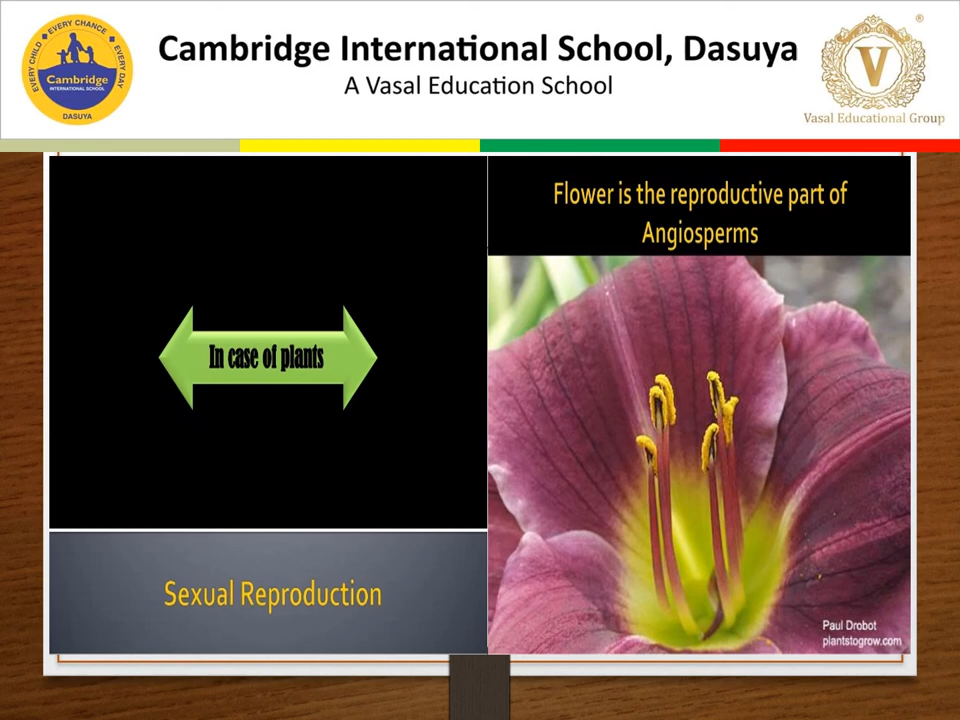 EVERY CHILD ◆ EVERY CHANCE ◆ EVERY DAY
Cambridge
INTERNATIONAL SCHOOL
DASUYA
Cambridge International School, Dasuya
A Vasal Education School
V
®
Vasal Educational Group
In case of plants
Sexual Reproduction
Flower is the reproductive part of
Angiosperms
Paul Drobot
plantstogrow.com